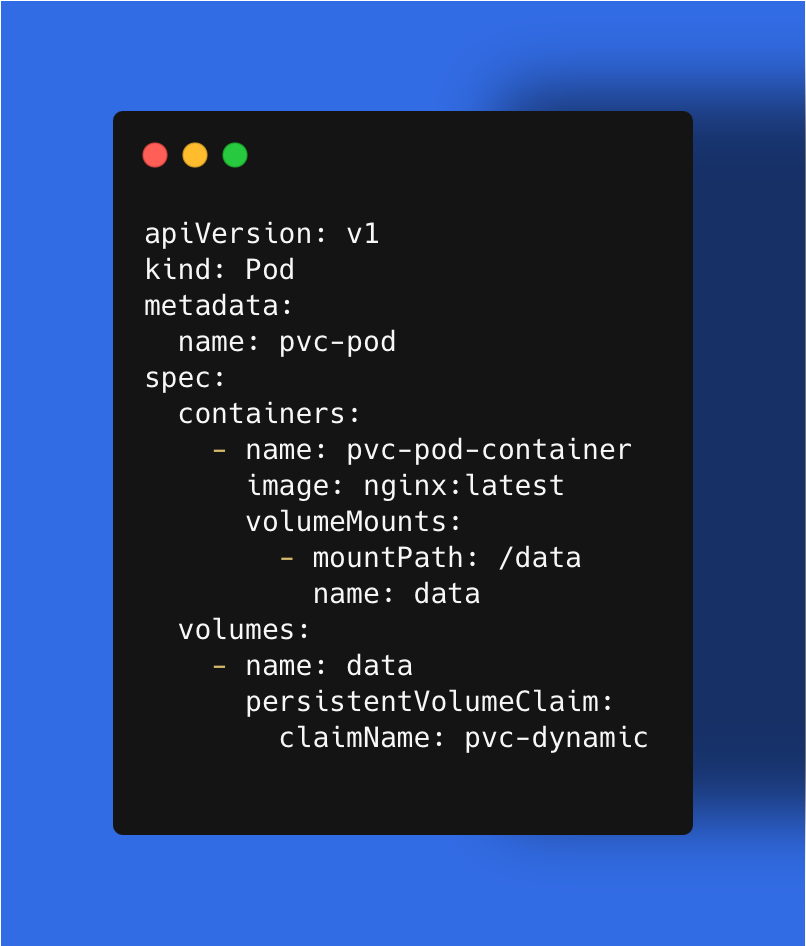 apiVersion: v1
kind: Pod
metadata:
  name: pvc-pod
spec:
  containers:
    - name: pvc-pod-container
      image: nginx:latest
      volumeMounts:
        - mountPath: /data
          name: data
  volumes:
    - name: data
      persistentVolumeClaim:
        claimName: pvc-dynamic